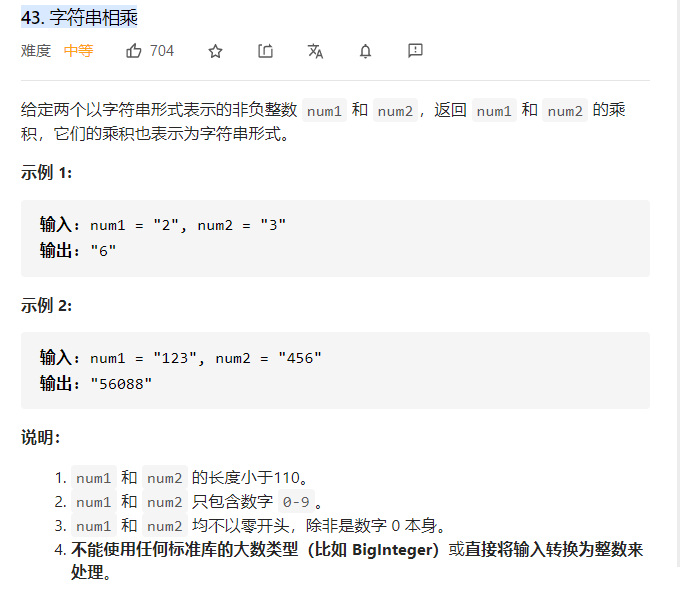 43. 字符串相乘
难度 中等 704
给定两个以字符串形式表示的非负整数 num1 和 num2，返回 num1 和 num2 的乘
积，它们的乘积也表示为字符串形式。
示例 1:
输入: num1 = "2", num2 = "3"
输出: "6"
示例 2:
输入: num1 = "123", num2 = "456"
输出: "56088"
说明：
1. num1 和 num2 的长度小于110。
2. num1 和 num2 只包含数字 0-9。
3. num1 和 num2 均不以零开头，除非是数字 0 本身。
4. 不能使用任何标准库的大数类型（比如 BigInteger）或直接将输入转换为整数来
处理。